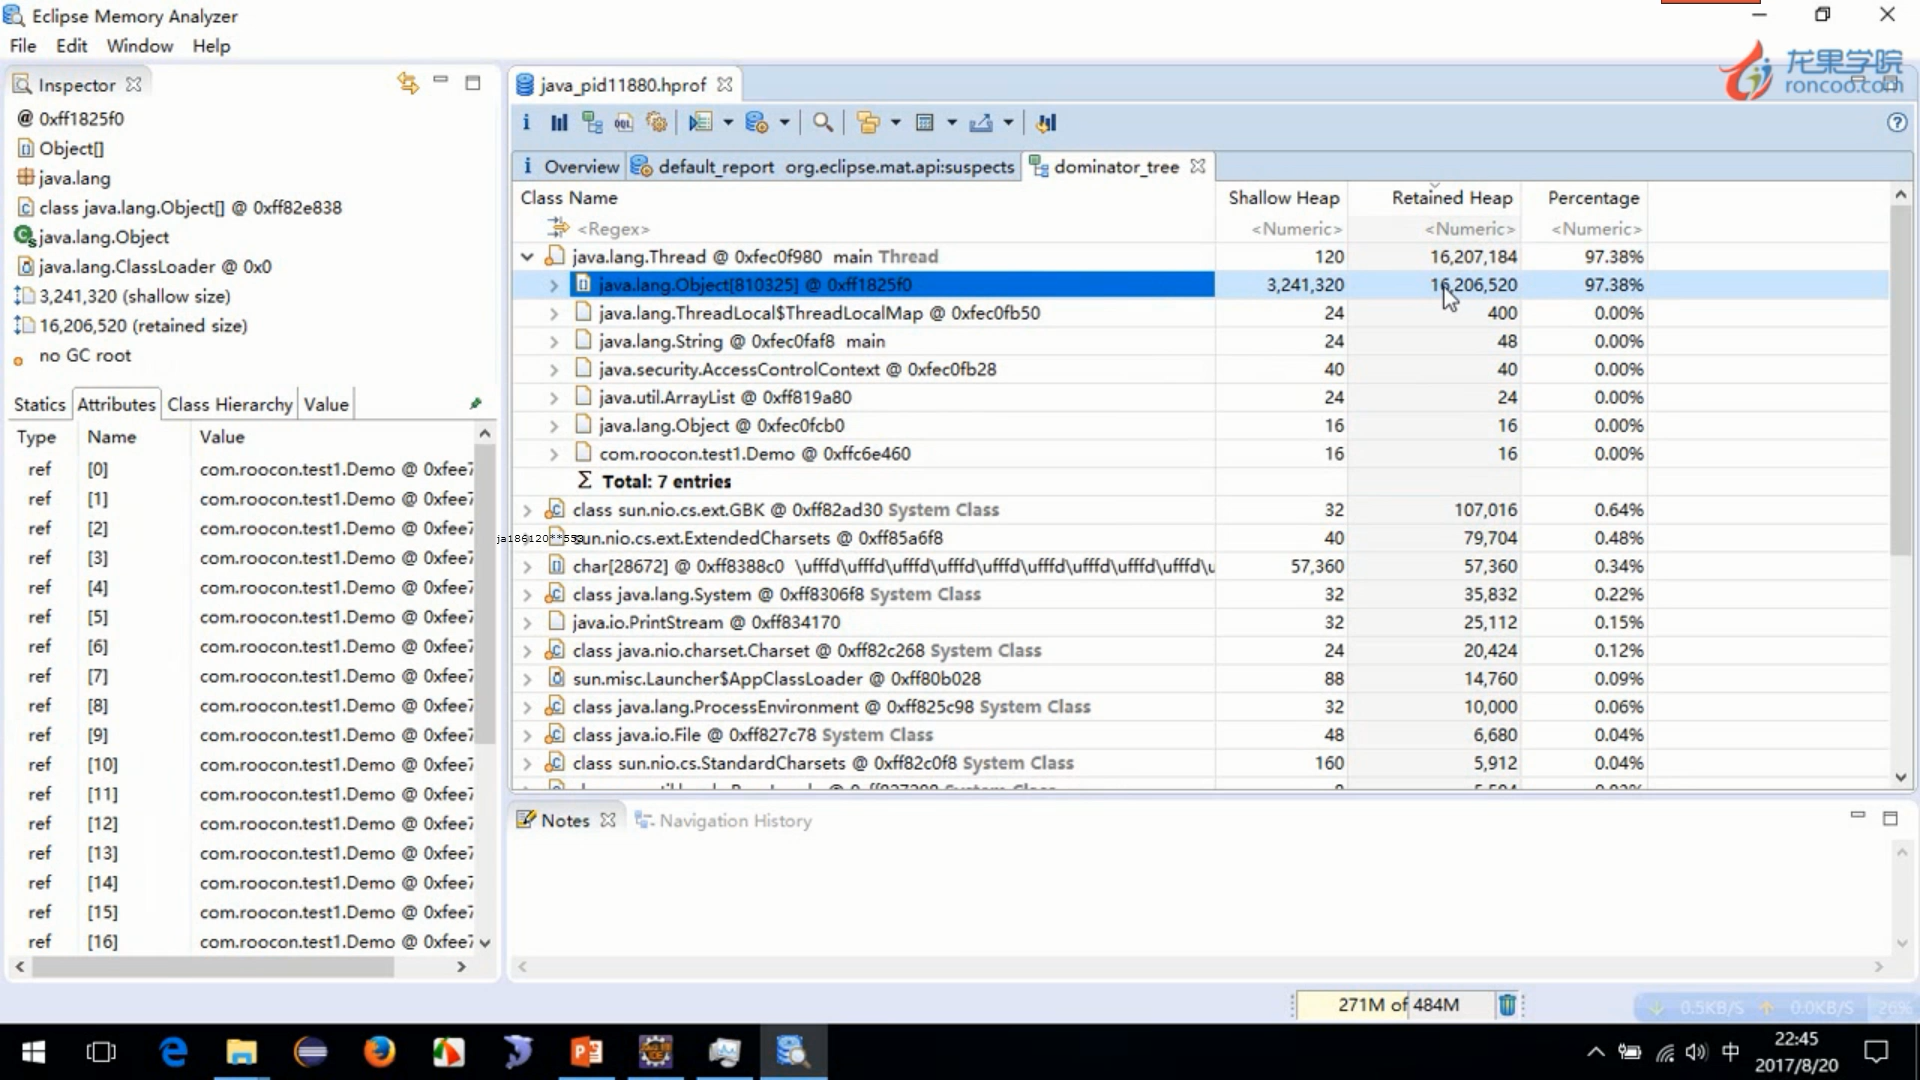 Eclipse Memory Analyzer
File Edit Window Help
龙果学院
roncoo.com
Inspector
@ 0xff1825f0
Object[]
java.lang
class java.lang.Object[] @ 0xff82e838
java.lang.Object
java.lang.ClassLoader @ 0x0
3,241,320 (shallow size)
16,206,520 (retained size)
no GC root
Statics Attributes Class Hierarchy Value
Type Name Value
ref [0] com.roocon.test1.Demo @ 0xfee7
ref [1] com.roocon.test1.Demo @ 0xfee7
ref [2] com.roocon.test1.Demo @ 0xfee7
ref [3] com.roocon.test1.Demo @ 0xfee7
ref [4] com.roocon.test1.Demo @ 0xfee7
ref [5] com.roocon.test1.Demo @ 0xfee7
ref [6] com.roocon.test1.Demo @ 0xfee7
ref [7] com.roocon.test1.Demo @ 0xfee7
ref [8] com.roocon.test1.Demo @ 0xfee7
ref [9] com.roocon.test1.Demo @ 0xfee7
ref [10] com.roocon.test1.Demo @ 0xfee7
ref [11] com.roocon.test1.Demo @ 0xfee7
ref [12] com.roocon.test1.Demo @ 0xfee7
ref [13] com.roocon.test1.Demo @ 0xfee7
ref [14] com.roocon.test1.Demo @ 0xfee7
ref [15] com.roocon.test1.Demo @ 0xfee7
ref [16] com.roocon.test1.Demo @ 0xfee7
java_pid11880.hprof
i Overview default_report org.eclipse.mat.api:suspects dominator_tree
Class Name Shallow Heap Retained Heap Percentage
<Regex> <Numeric> <Numeric> <Numeric>
java.lang.Thread @ 0xfec0f980 main Thread 120 16,207,184 97.38%
java.lang.Object[810325] @ 0xff1825f0 3,241,320 16,206,520 97.38%
java.lang.ThreadLocal$ThreadLocalMap @ 0xfec0fb50 24 400 0.00%
java.lang.String @ 0xfec0faf8 main 24 48 0.00%
java.security.AccessControlContext @ 0xfec0fb28 40 40 0.00%
java.util.ArrayList @ 0xff819a80 24 24 0.00%
java.lang.Object @ 0xfec0fcb0 16 16 0.00%
com.roocon.test1.Demo @ 0xffc6e460 16 16 0.00%
Σ Total: 7 entries
class sun.nio.cs.ext.GBK @ 0xff82ad30 System Class 32 107,016 0.64%
sun.nio.cs.ext.ExtendedCharsets @ 0xff85a6f8 40 79,704 0.48%
char[28672] @ 0xff8388c0 \ufffd\ufffd\ufffd\ufffd\ufffd\ufffd\ufffd\ufffd\ufffd\u 57,360 57,360 0.34%
class java.lang.System @ 0xff8306f8 System Class 32 35,832 0.22%
java.io.PrintStream @ 0xff834170 32 25,112 0.15%
class java.nio.charset.Charset @ 0xff82c268 System Class 24 20,424 0.12%
sun.misc.Launcher$AppClassLoader @ 0xff80b028 88 14,760 0.09%
class java.lang.ProcessEnvironment @ 0xff825c98 System Class 32 10,000 0.06%
class java.io.File @ 0xff827c78 System Class 48 6,680 0.04%
class sun.nio.cs.StandardCharsets @ 0xff82c0f8 System Class 160 5,912 0.04%
Notes Navigation History
271M of 484M
0.5KB/S 0.0KB/S 26%
中
22:45
2017/8/20